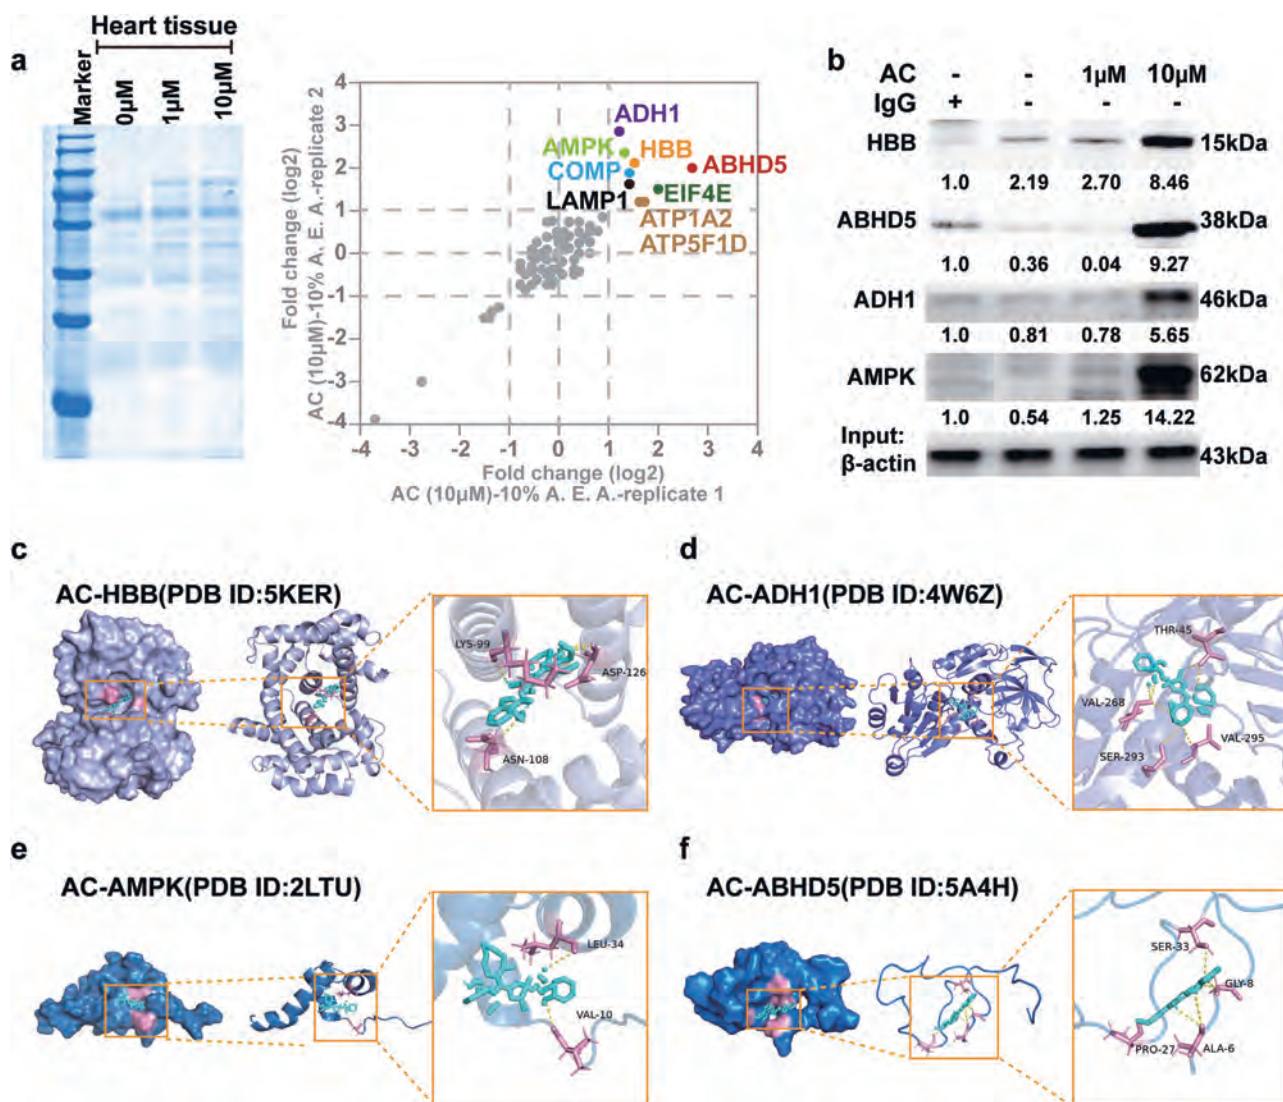 a
Heart tissue
Marker
0μM
1μM
10μM
Fold change (log2)
AC (10μM)-10% A. E. A.-replicate 2
4
3
2
1
0
-1
-2
-3
-4
ADH1
AMPK
HBB
COMP
ABHD5
LAMP1
EIF4E
ATP1A2
ATP5F1D
-4 -3 -2 -1 0 1 2 3 4
Fold change (log2)
AC (10μM)-10% A. E. A.-replicate 1
b
AC - - 1μM 10μM
IgG + - - -
HBB 15kDa
1.0 2.19 2.70 8.46
ABHD5 38kDa
1.0 0.36 0.04 9.27
ADH1 46kDa
1.0 0.81 0.78 5.65
AMPK 62kDa
1.0 0.54 1.25 14.22
Input:
β-actin 43kDa
c
AC-HBB(PDB ID:5KER)
LYS-99
ASP-126
ASN-108
d
AC-ADH1(PDB ID:4W6Z)
THR-45
VAL-268
SER-293
VAL-295
e
AC-AMPK(PDB ID:2LTU)
LEU-34
VAL-10
f
AC-ABHD5(PDB ID:5A4H)
SER-33
GLY-8
PRO-27
ALA-6